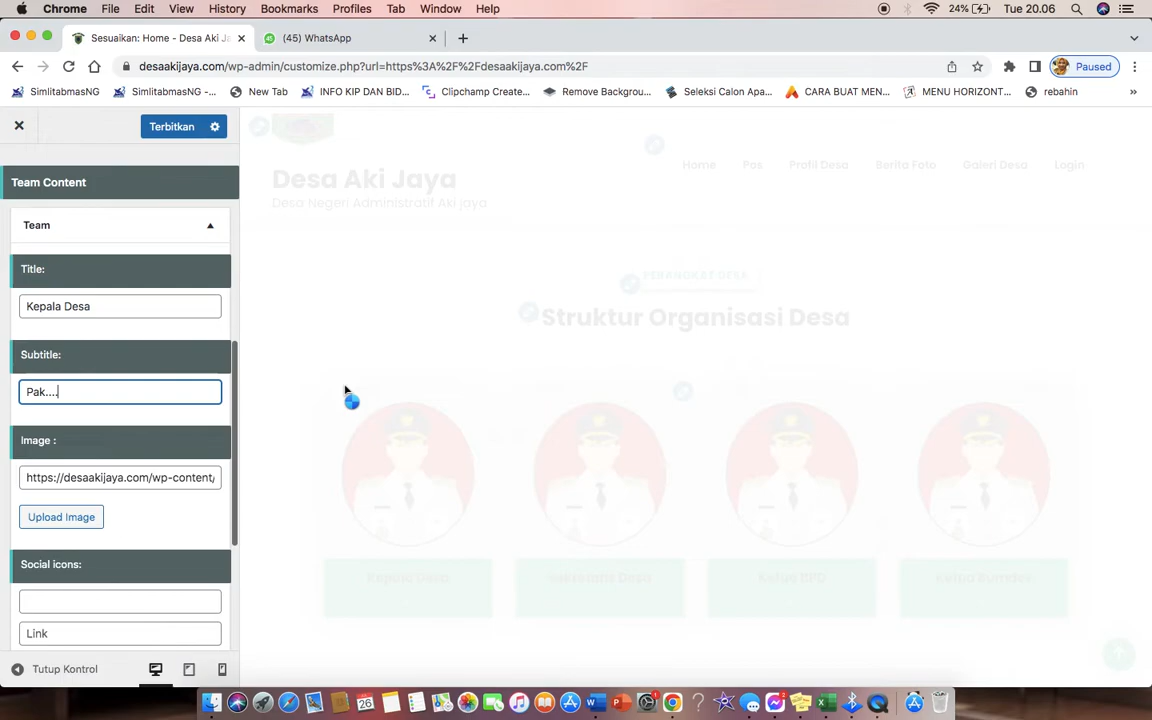 Chrome File Edit View History Bookmarks Profiles Tab Window Help 24% Tue 20.06
Sesuaikan: Home - Desa Aki Ja (45) WhatsApp
desaakijaya.com/wp-admin/customize.php?url=https%3A%2F%2Fdesaakijaya.com%2F Paused
SimlitabmasNG SimlitabmasNG -... New Tab INFO KIP DAN BID... Clipchamp Create... Remove Backgrou... Seleksi Calon Apa... CARA BUAT MEN... MENU HORIZONT... rebahin »
Terbitkan
Team Content
Team
Title:
Kepala Desa
Subtitle:
Pak....
Image :
https://desaakijaya.com/wp-content/
Upload Image
Social icons:
Link
Tutup Kontrol
Desa Aki Jaya
Desa Negeri Administratif Aki jaya
Home Pos Profil Desa Berita Foto Galeri Desa Login
PERANGKAT DESA
Struktur Organisasi Desa
Kepala Desa Sekretaris Desa Ketua BPD Ketua Bumdes
26